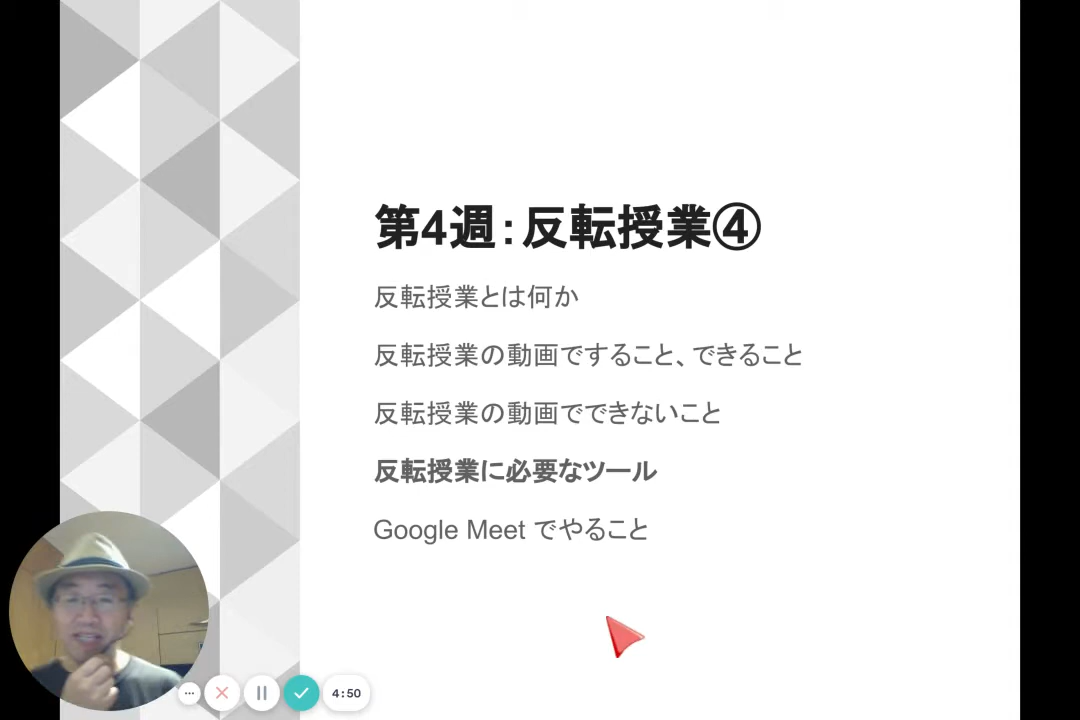 第4週：反転授業④
反転授業とは何か
反転授業の動画ですること、できること
反転授業の動画でできないこと
反転授業に必要なツール
Google Meet でやること
4:50